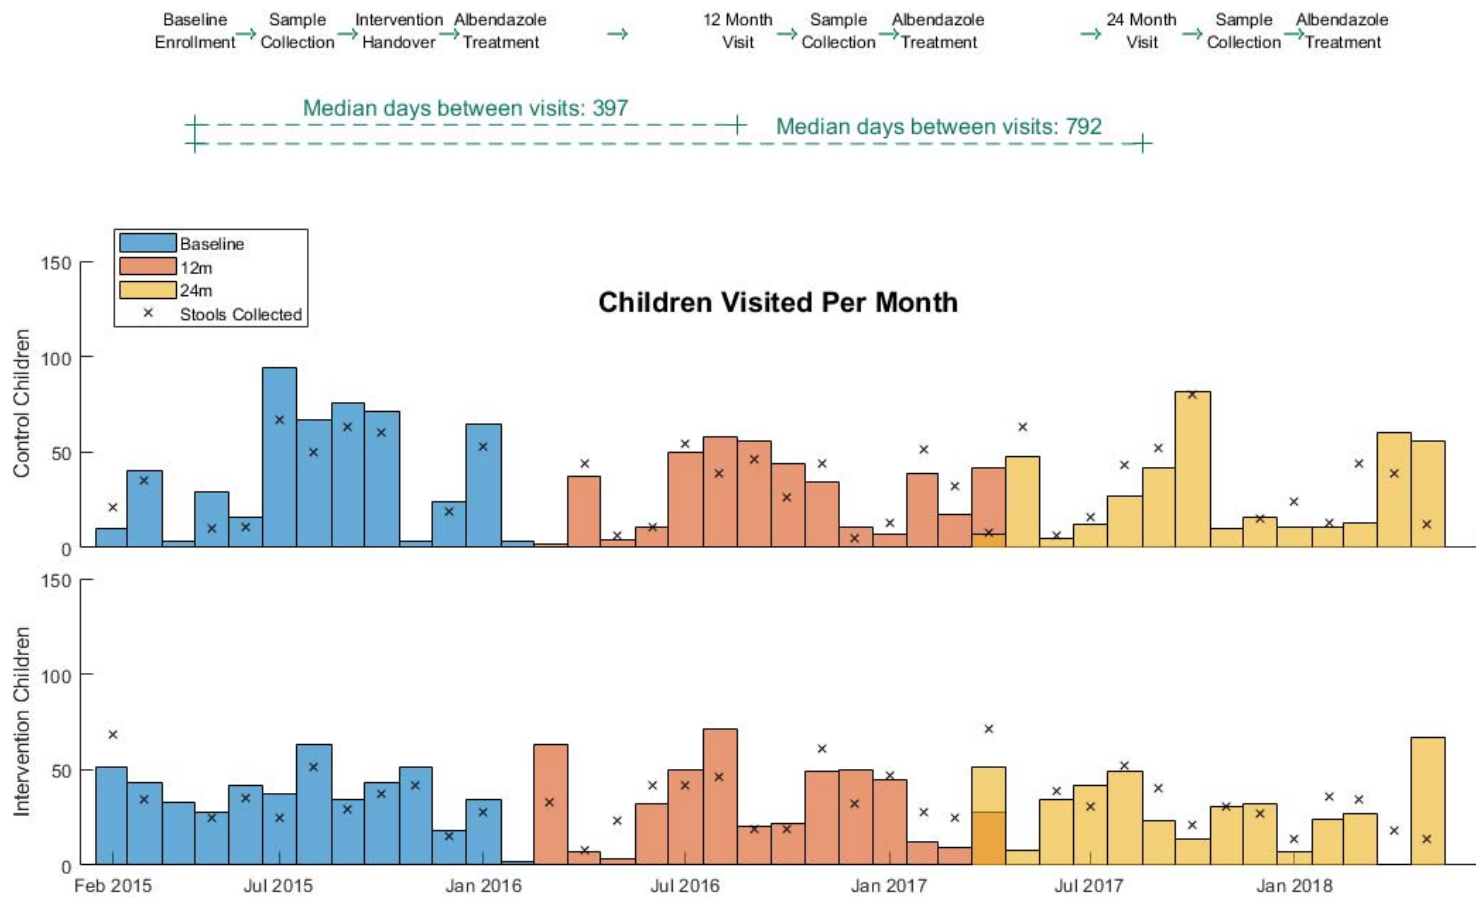 Baseline Enrollment
Sample Collection
Intervention Handover
Albendazole Treatment
12 Month Visit
Sample Collection
Albendazole Treatment
24 Month Visit
Sample Collection
Albendazole Treatment
Median days between visits: 397
Median days between visits: 792
Baseline
12m
24m
Stools Collected
Children Visited Per Month
Control Children
150
100
50
0
Intervention Children
150
100
50
0
Feb 2015
Jul 2015
Jan 2016
Jul 2016
Jan 2017
Jul 2017
Jan 2018